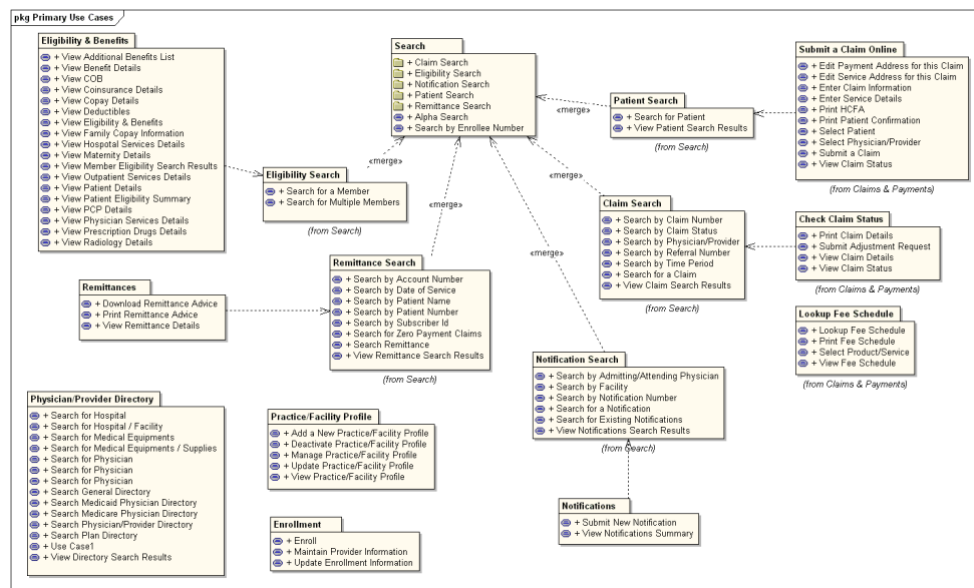 pkg Primary Use Cases
Eligibility & Benefits
+ View Additional Benefits List
+ View Benefit Details
+ View COB
+ View Coinsurance Details
+ View Copay Details
+ View Deductibles
+ View Eligibility & Benefits
+ View Family Copay Information
+ View Hospotal Services Details
+ View Maternity Details
+ View Member Eligibility Search Results
+ View Outpatient Services Details
+ View Patient Details
+ View Patient Eligibility Summary
+ View PCP Details
+ View Physician Services Details
+ View Prescription Drugs Details
+ View Radiology Details
Search
+ Claim Search
+ Eligibility Search
+ Notification Search
+ Patient Search
+ Remittance Search
+ Alpha Search
+ Search by Enrollee Number
Patient Search
+ Search for Patient
+ View Patient Search Results
(from Search)
Submit a Claim Online
+ Edit Payment Address for this Claim
+ Edit Service Address for this Claim
+ Enter Claim Information
+ Enter Service Details
+ Print HCFA
+ Print Patient Confirmation
+ Select Patient
+ Select Physician/Provider
+ Submit a Claim
+ View Claim Status
(from Claims & Payments)
«merge»
«merge»
«merge»
«merge»
«merge»
Eligibility Search
+ Search for a Member
+ Search for Multiple Members
(from Search)
Claim Search
+ Search by Claim Number
+ Search by Claim Status
+ Search by Physician/Provider
+ Search by Referral Number
+ Search by Time Period
+ Search for a Claim
+ View Claim Search Results
(from Search)
Check Claim Status
+ Print Claim Details
+ Submit Adjustment Request
+ View Claim Details
+ View Claim Status
(from Claims & Payments)
Remittances
+ Download Remittance Advice
+ Print Remittance Advice
+ View Remittance Details
Remittance Search
+ Search by Account Number
+ Search by Date of Service
+ Search by Patient Name
+ Search by Patient Number
+ Search by Subscriber Id
+ Search for Zero Payment Claims
+ Search Remittance
+ View Remittance Search Results
(from Search)
Lookup Fee Schedule
+ Lookup Fee Schedule
+ Print Fee Schedule
+ Select Product/Service
+ View Fee Schedule
(from Claims & Payments)
Notification Search
+ Search by Admitting/Attending Physician
+ Search by Facility
+ Search by Notification Number
+ Search for a Notification
+ Search for Existing Notifications
+ View Notifications Search Results
(from Search)
Physician/Provider Directory
+ Search for Hospital
+ Search for Hospital / Facility
+ Search for Medical Equipments
+ Search for Medical Equipments / Supplies
+ Search for Physician
+ Search for Physician
+ Search for Physician
+ Search General Directory
+ Search Medicaid Physician Directory
+ Search Medicare Physician Directory
+ Search Physician/Provider Directory
+ Search Plan Directory
+ Use Case1
+ View Directory Search Results
Practice/Facility Profile
+ Add a New Practice/Facility Profile
+ Deactivate Practice/Facility Profile
+ Manage Practice/Facility Profile
+ Update Practice/Facility Profile
+ View Practice/Facility Profile
Enrollment
+ Enroll
+ Maintain Provider Information
+ Update Enrollment Information
Notifications
+ Submit New Notification
+ View Notifications Summary